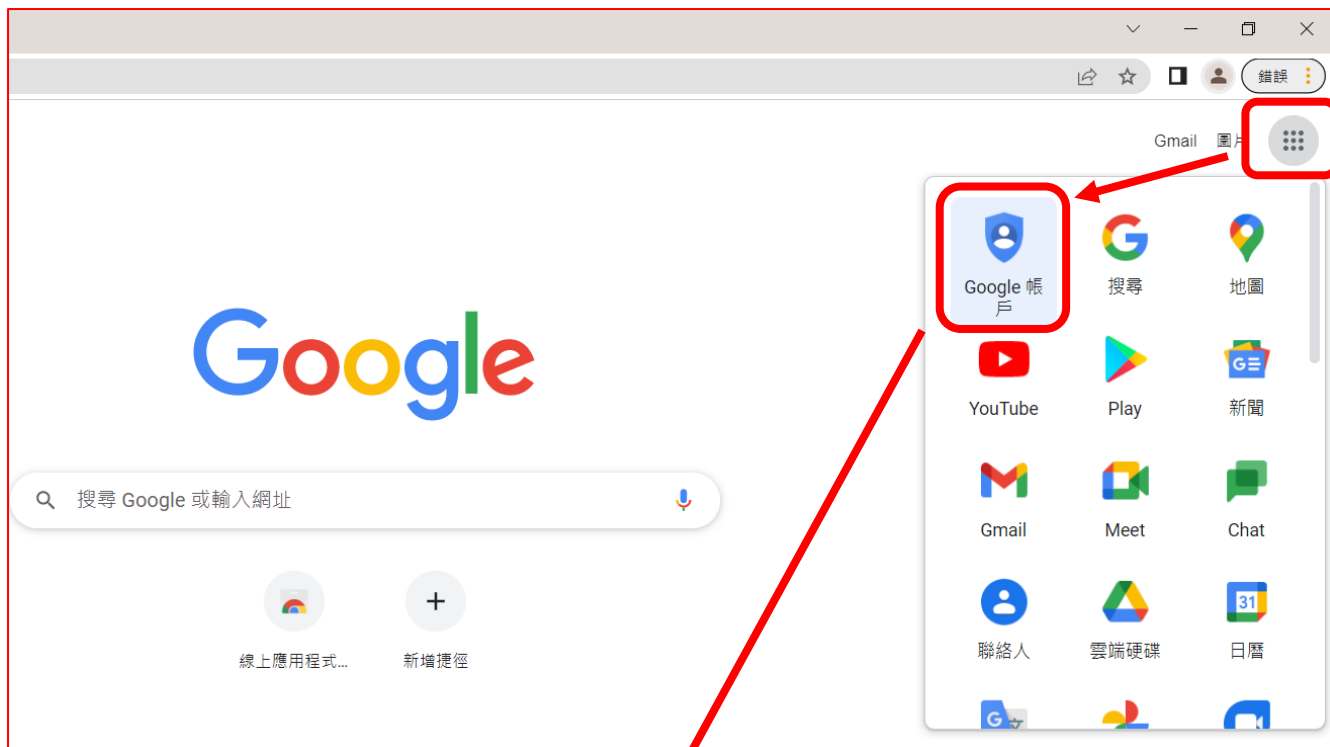 錯誤
Gmail
Google 帳
戶
搜尋
地圖
Google
YouTube
Play
新聞
搜尋 Google 或輸入網址
Gmail
Meet
Chat
線上應用程式...
新增捷徑
聯絡人
雲端硬碟
31
日曆